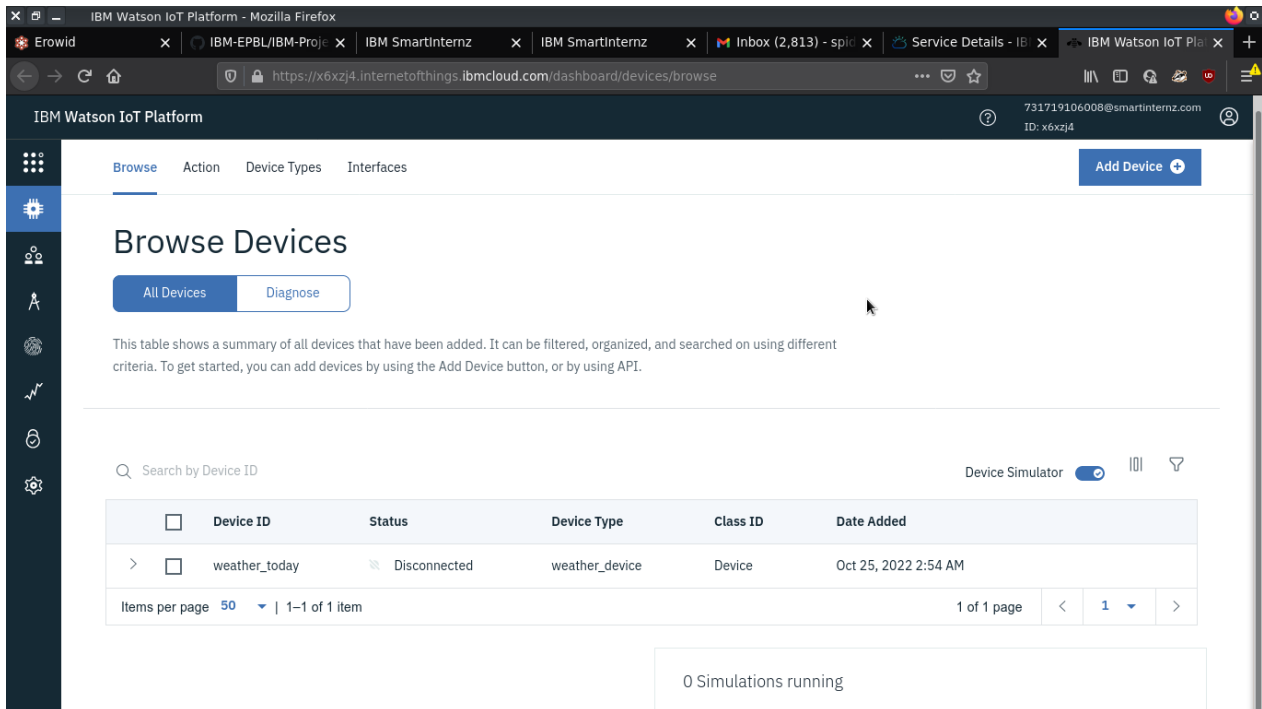 IBM Watson IoT Platform - Mozilla Firefox
Erowid
IBM-EPBL/IBM-Proje
IBM SmartInternz
IBM SmartInternz
Inbox (2,813) - spid
Service Details - IB
IBM Watson IoT Pla
https://x6xzj4.internetofthings.ibmcloud.com/dashboard/devices/browse
IBM Watson IoT Platform
731719106008@smartinternz.com
ID: x6xzj4
Browse Action Device Types Interfaces
Add Device
Browse Devices
All Devices Diagnose
This table shows a summary of all devices that have been added. It can be filtered, organized, and searched on using different
criteria. To get started, you can add devices by using the Add Device button, or by using API.
Search by Device ID
Device Simulator
Device ID Status Device Type Class ID Date Added
weather_today Disconnected weather_device Device Oct 25, 2022 2:54 AM
Items per page 50 | 1–1 of 1 item
1 of 1 page 1
0 Simulations running